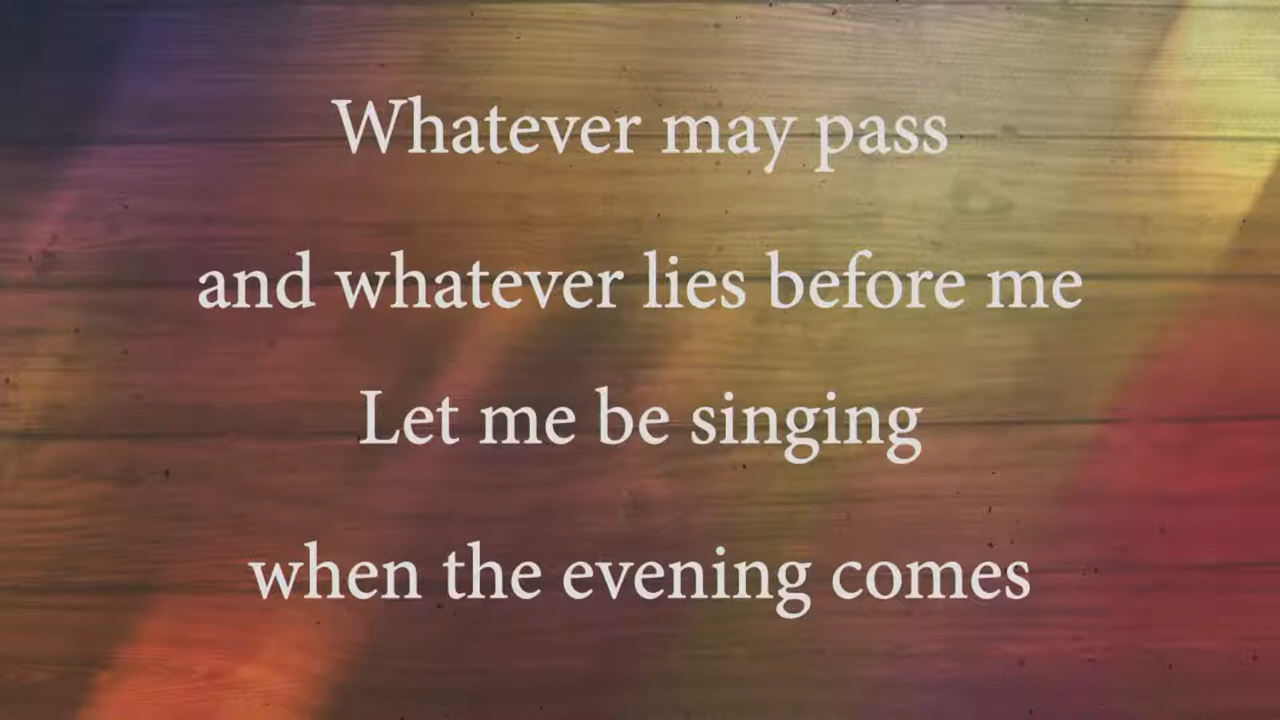 Whatever may pass
and whatever lies before me
Let me be singing
when the evening comes